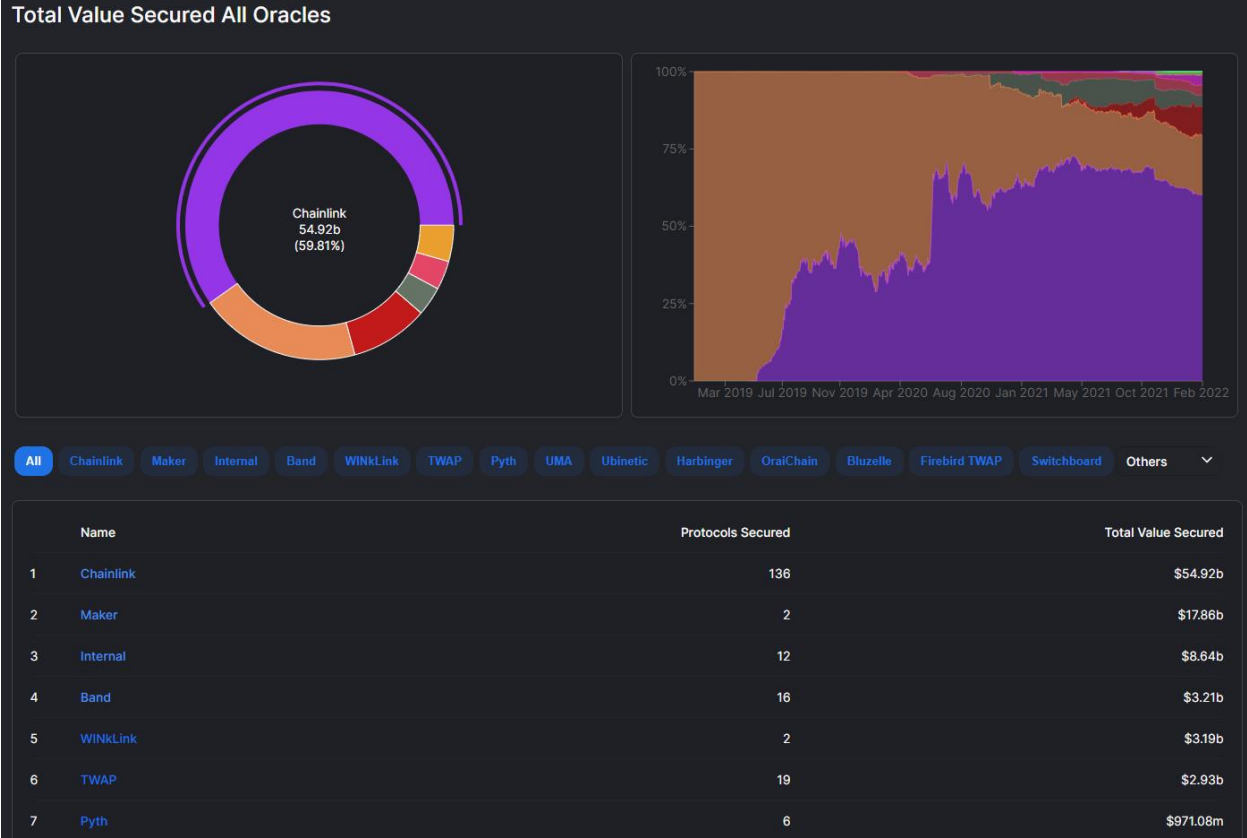 Total Value Secured All Oracles
Chainlink
54.92b
(59.81%)
100%
75%
50%
25%
0%
Mar 2019 Jul 2019 Nov 2019 Apr 2020 Aug 2020 Jan 2021 May 2021 Oct 2021 Feb 2022
All Chainlink Maker Internal Band WINkLink TWAP Pyth UMA Ubinetic Harbinger OraiChain Bluzelle Firebird TWAP Switchboard Others
Name Protocols Secured Total Value Secured
1 Chainlink 136 $54.92b
2 Maker 2 $17.86b
3 Internal 12 $8.64b
4 Band 16 $3.21b
5 WINkLink 2 $3.19b
6 TWAP 19 $2.93b
7 Pyth 6 $971.08m